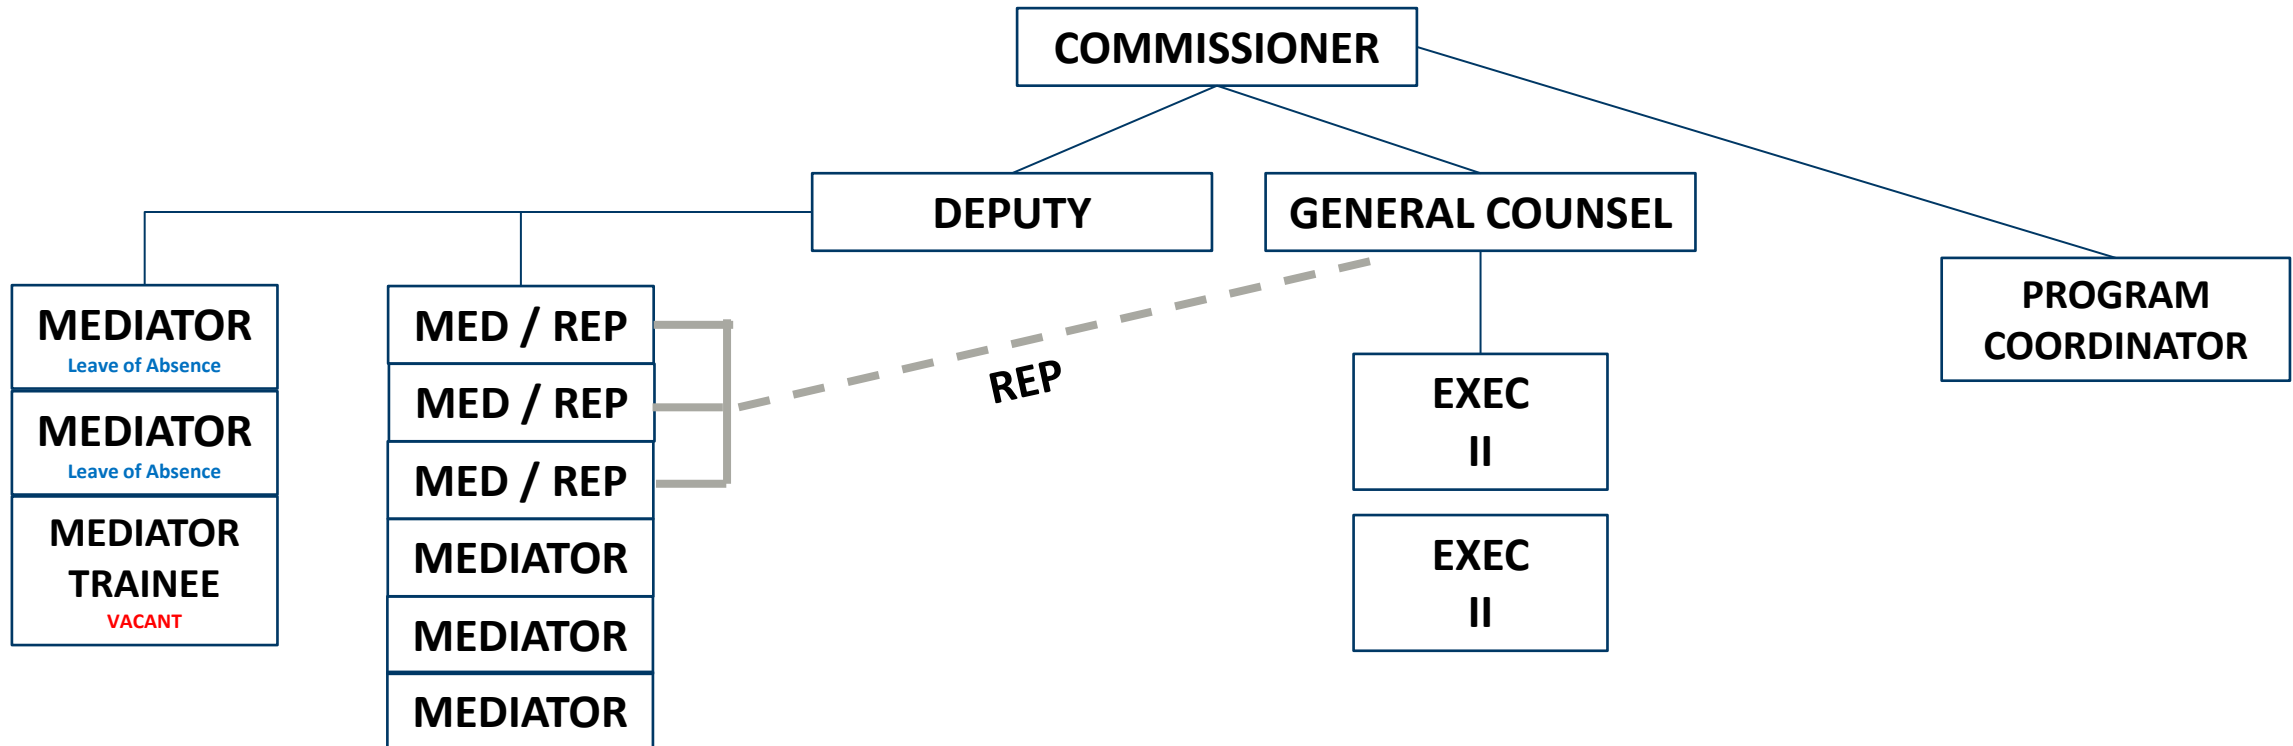 COMMISSIONER
DEPUTY
GENERAL COUNSEL
PROGRAM
COORDINATOR
MEDIATOR
Leave of Absence
MEDIATOR
Leave of Absence
MEDIATOR
TRAINEE
VACANT
MED / REP
MED / REP
MED / REP
MEDIATOR
MEDIATOR
MEDIATOR
REP
EXEC
II
EXEC
II